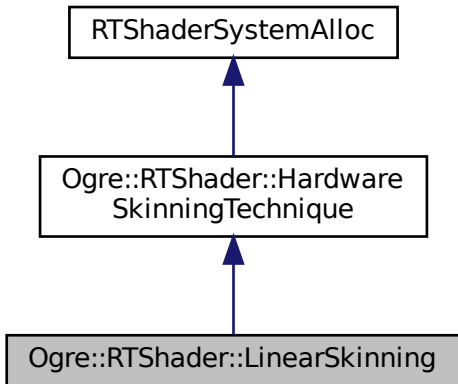 RTShaderSystemAlloc
Ogre::RTShader::Hardware
SkinningTechnique
Ogre::RTShader::LinearSkinning